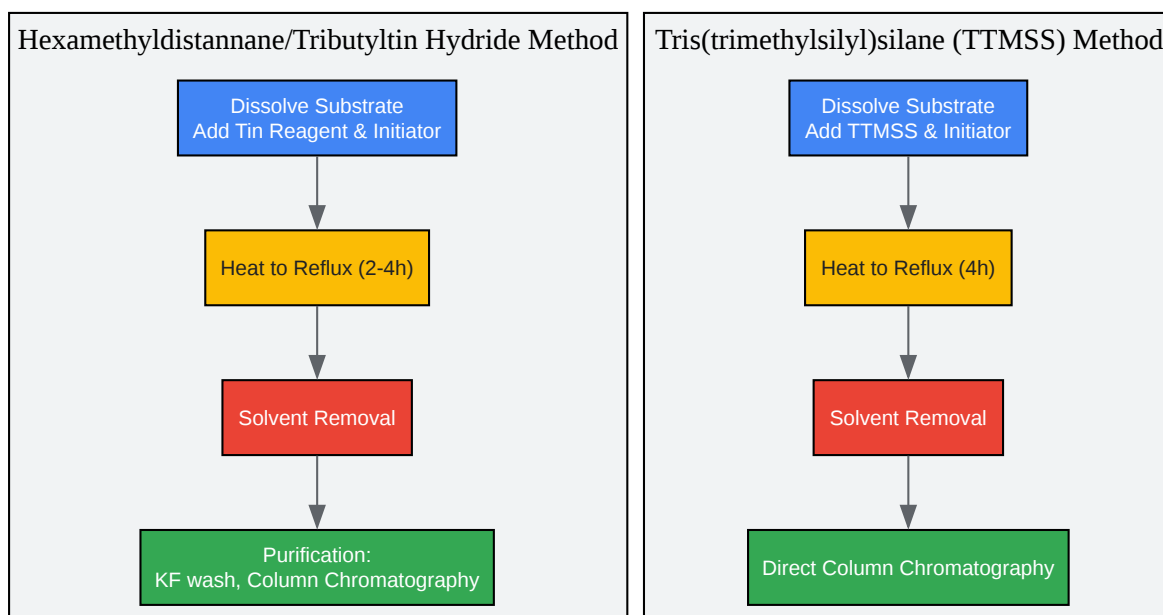 Hexamethyldistannane/Tributyltin Hydride Method
Dissolve Substrate
Add Tin Reagent & Initiator
Heat to Reflux (2-4h)
Solvent Removal
Purification:
KF wash, Column Chromatography
Tris(trimethylsilyl)silane (TTMSS) Method
Dissolve Substrate
Add TTMSS & Initiator
Heat to Reflux (4h)
Solvent Removal
Direct Column Chromatography